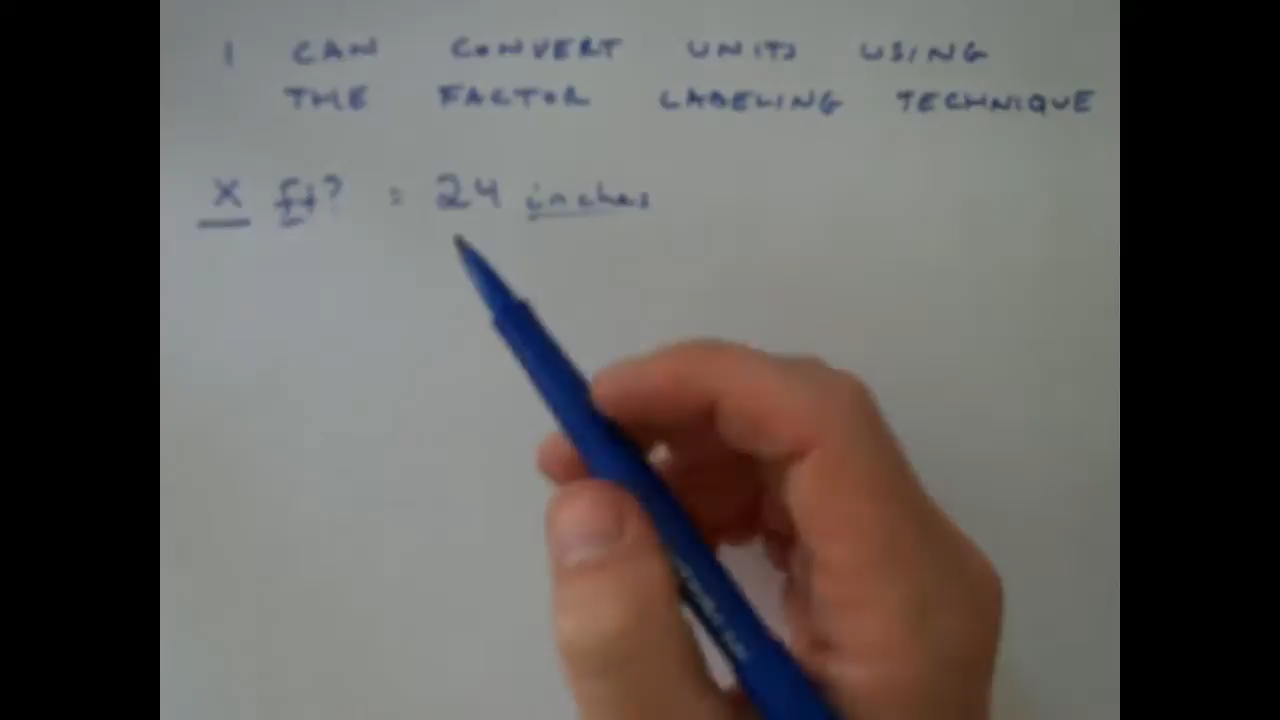 I CAN CONVERT UNITS USING
THE FACTOR LABELING TECHNIQUE
X ft? = 24 inches